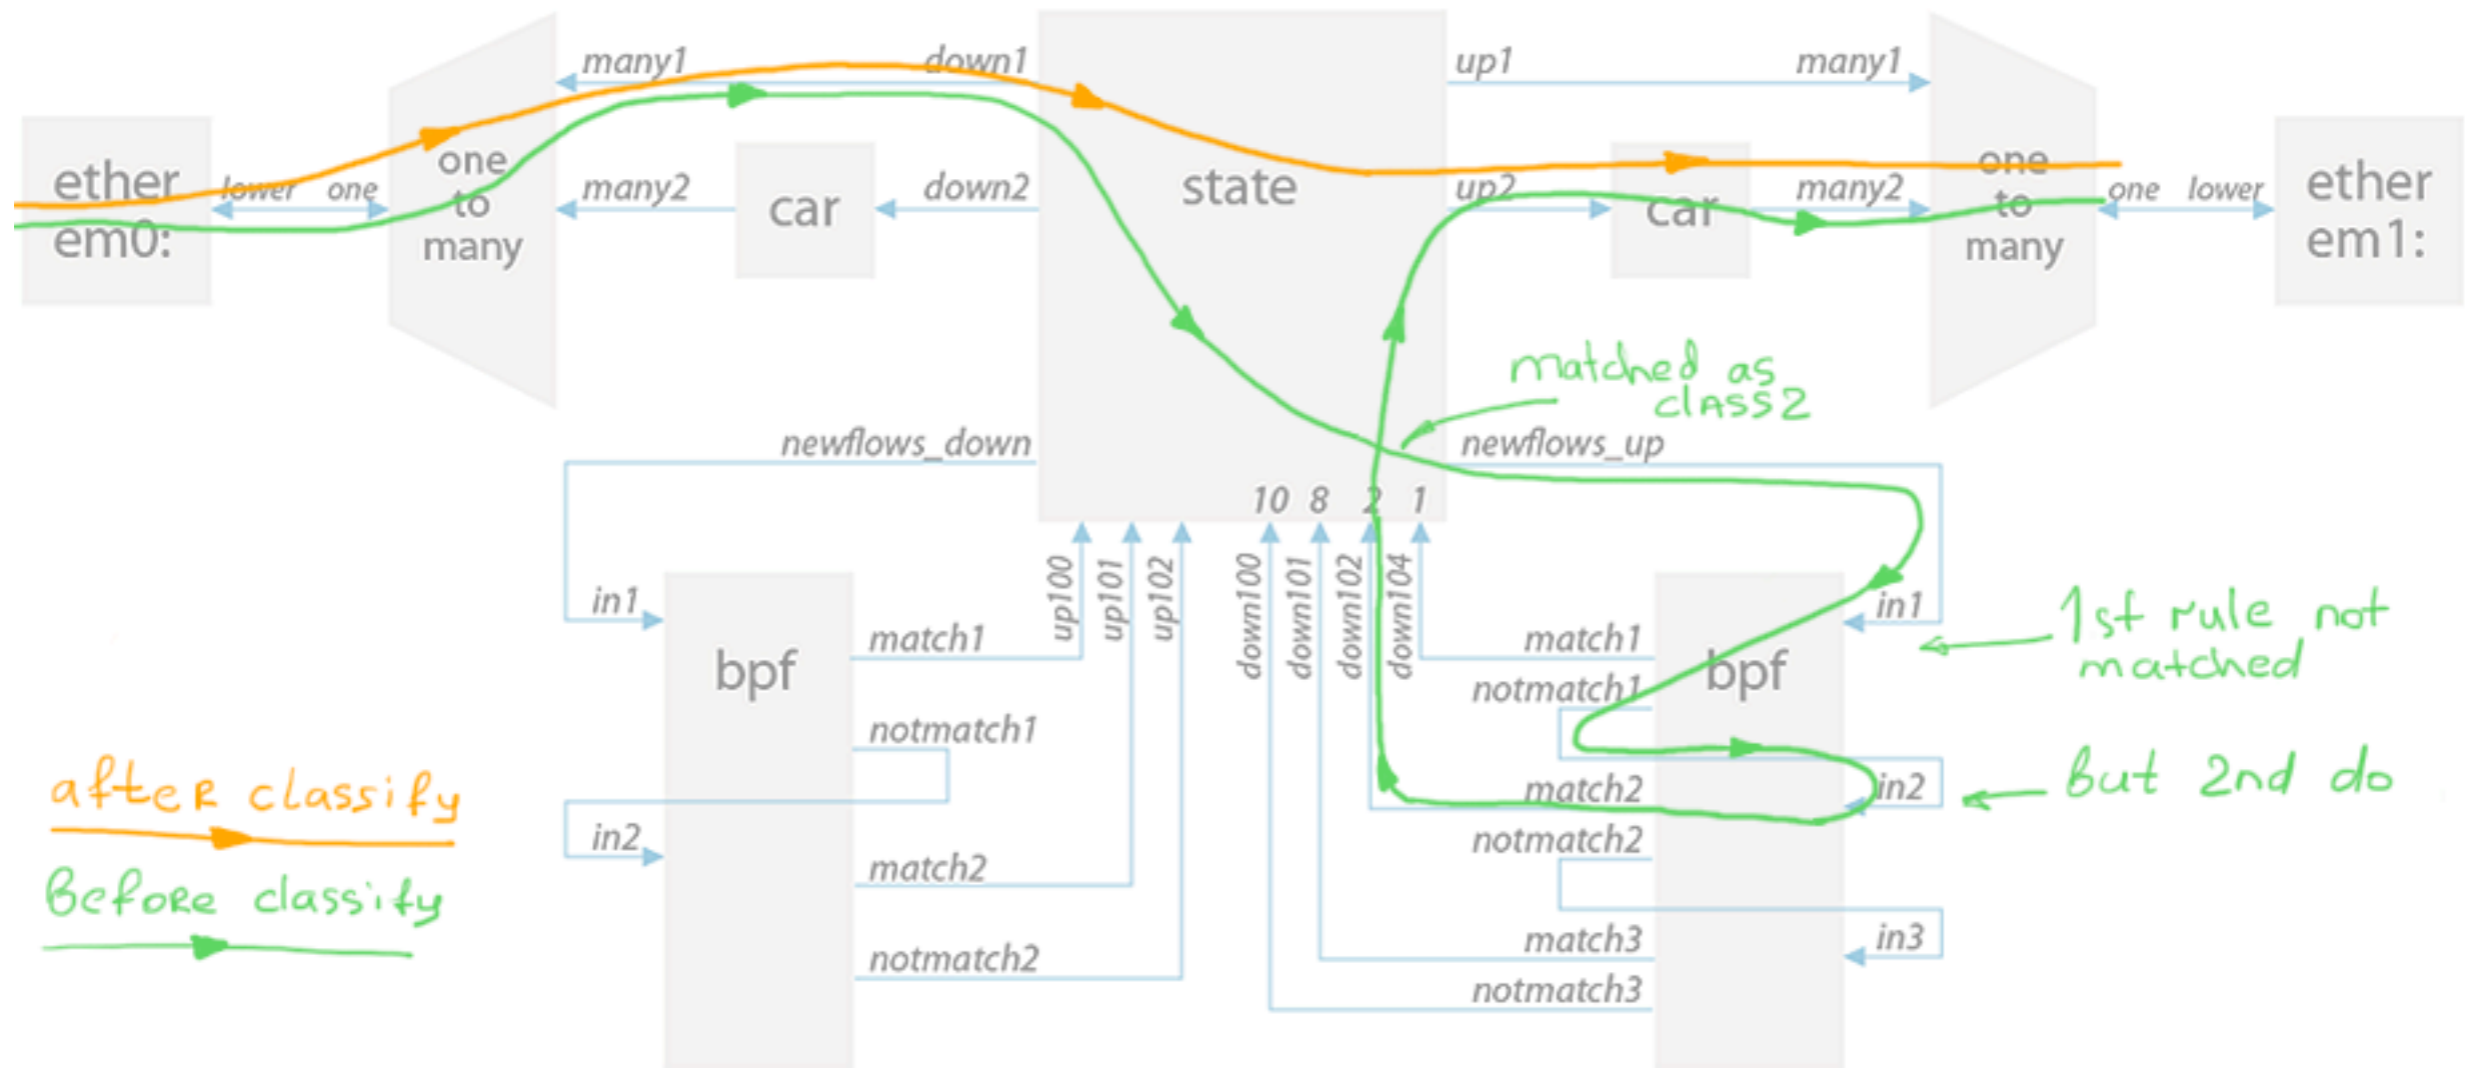 many1
down1
up1
many1
ether
em0:
lower
one
one
to
many
many2
car
down2
state
up2
car
many2
one
to
many
one
lower
ether
em1:
matched as
class2
newflows_down
newflows_up
10
8
2
1
up100
up101
up102
down100
down101
down102
down104
in1
bpf
match1
notmatch1
in2
match2
notmatch2
match1
notmatch1
bpf
in1
1st rule not
matched
match2
in2
but 2nd do
notmatch2
match3
in3
notmatch3
after classify
Before classify